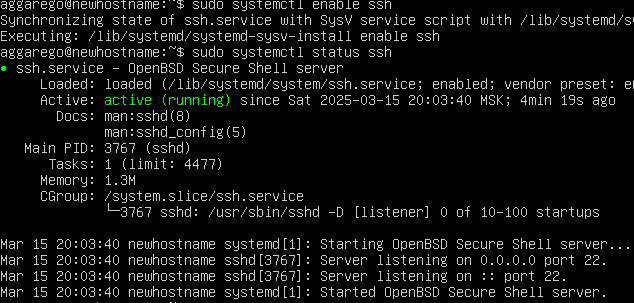 aggarego@newhostname:~$ sudo systemctl enable ssh
Synchronizing state of ssh.service with SysV service script with /lib/systemd/s
Executing: /lib/systemd/systemd-sysv-install enable ssh
aggarego@newhostname:~$ sudo systemctl status ssh
● ssh.service - OpenBSD Secure Shell server
Loaded: loaded (/lib/systemd/system/ssh.service; enabled; vendor preset: en
Active: active (running) since Sat 2025-03-15 20:03:40 MSK; 4min 19s ago
Docs: man:sshd(8)
man:sshd_config(5)
Main PID: 3767 (sshd)
Tasks: 1 (limit: 4477)
Memory: 1.3M
CGroup: /system.slice/ssh.service
└─3767 sshd: /usr/sbin/sshd -D [listener] 0 of 10-100 startups
Mar 15 20:03:40 newhostname systemd[1]: Starting OpenBSD Secure Shell server...
Mar 15 20:03:40 newhostname sshd[3767]: Server listening on 0.0.0.0 port 22.
Mar 15 20:03:40 newhostname sshd[3767]: Server listening on :: port 22.
Mar 15 20:03:40 newhostname systemd[1]: Started OpenBSD Secure Shell server.